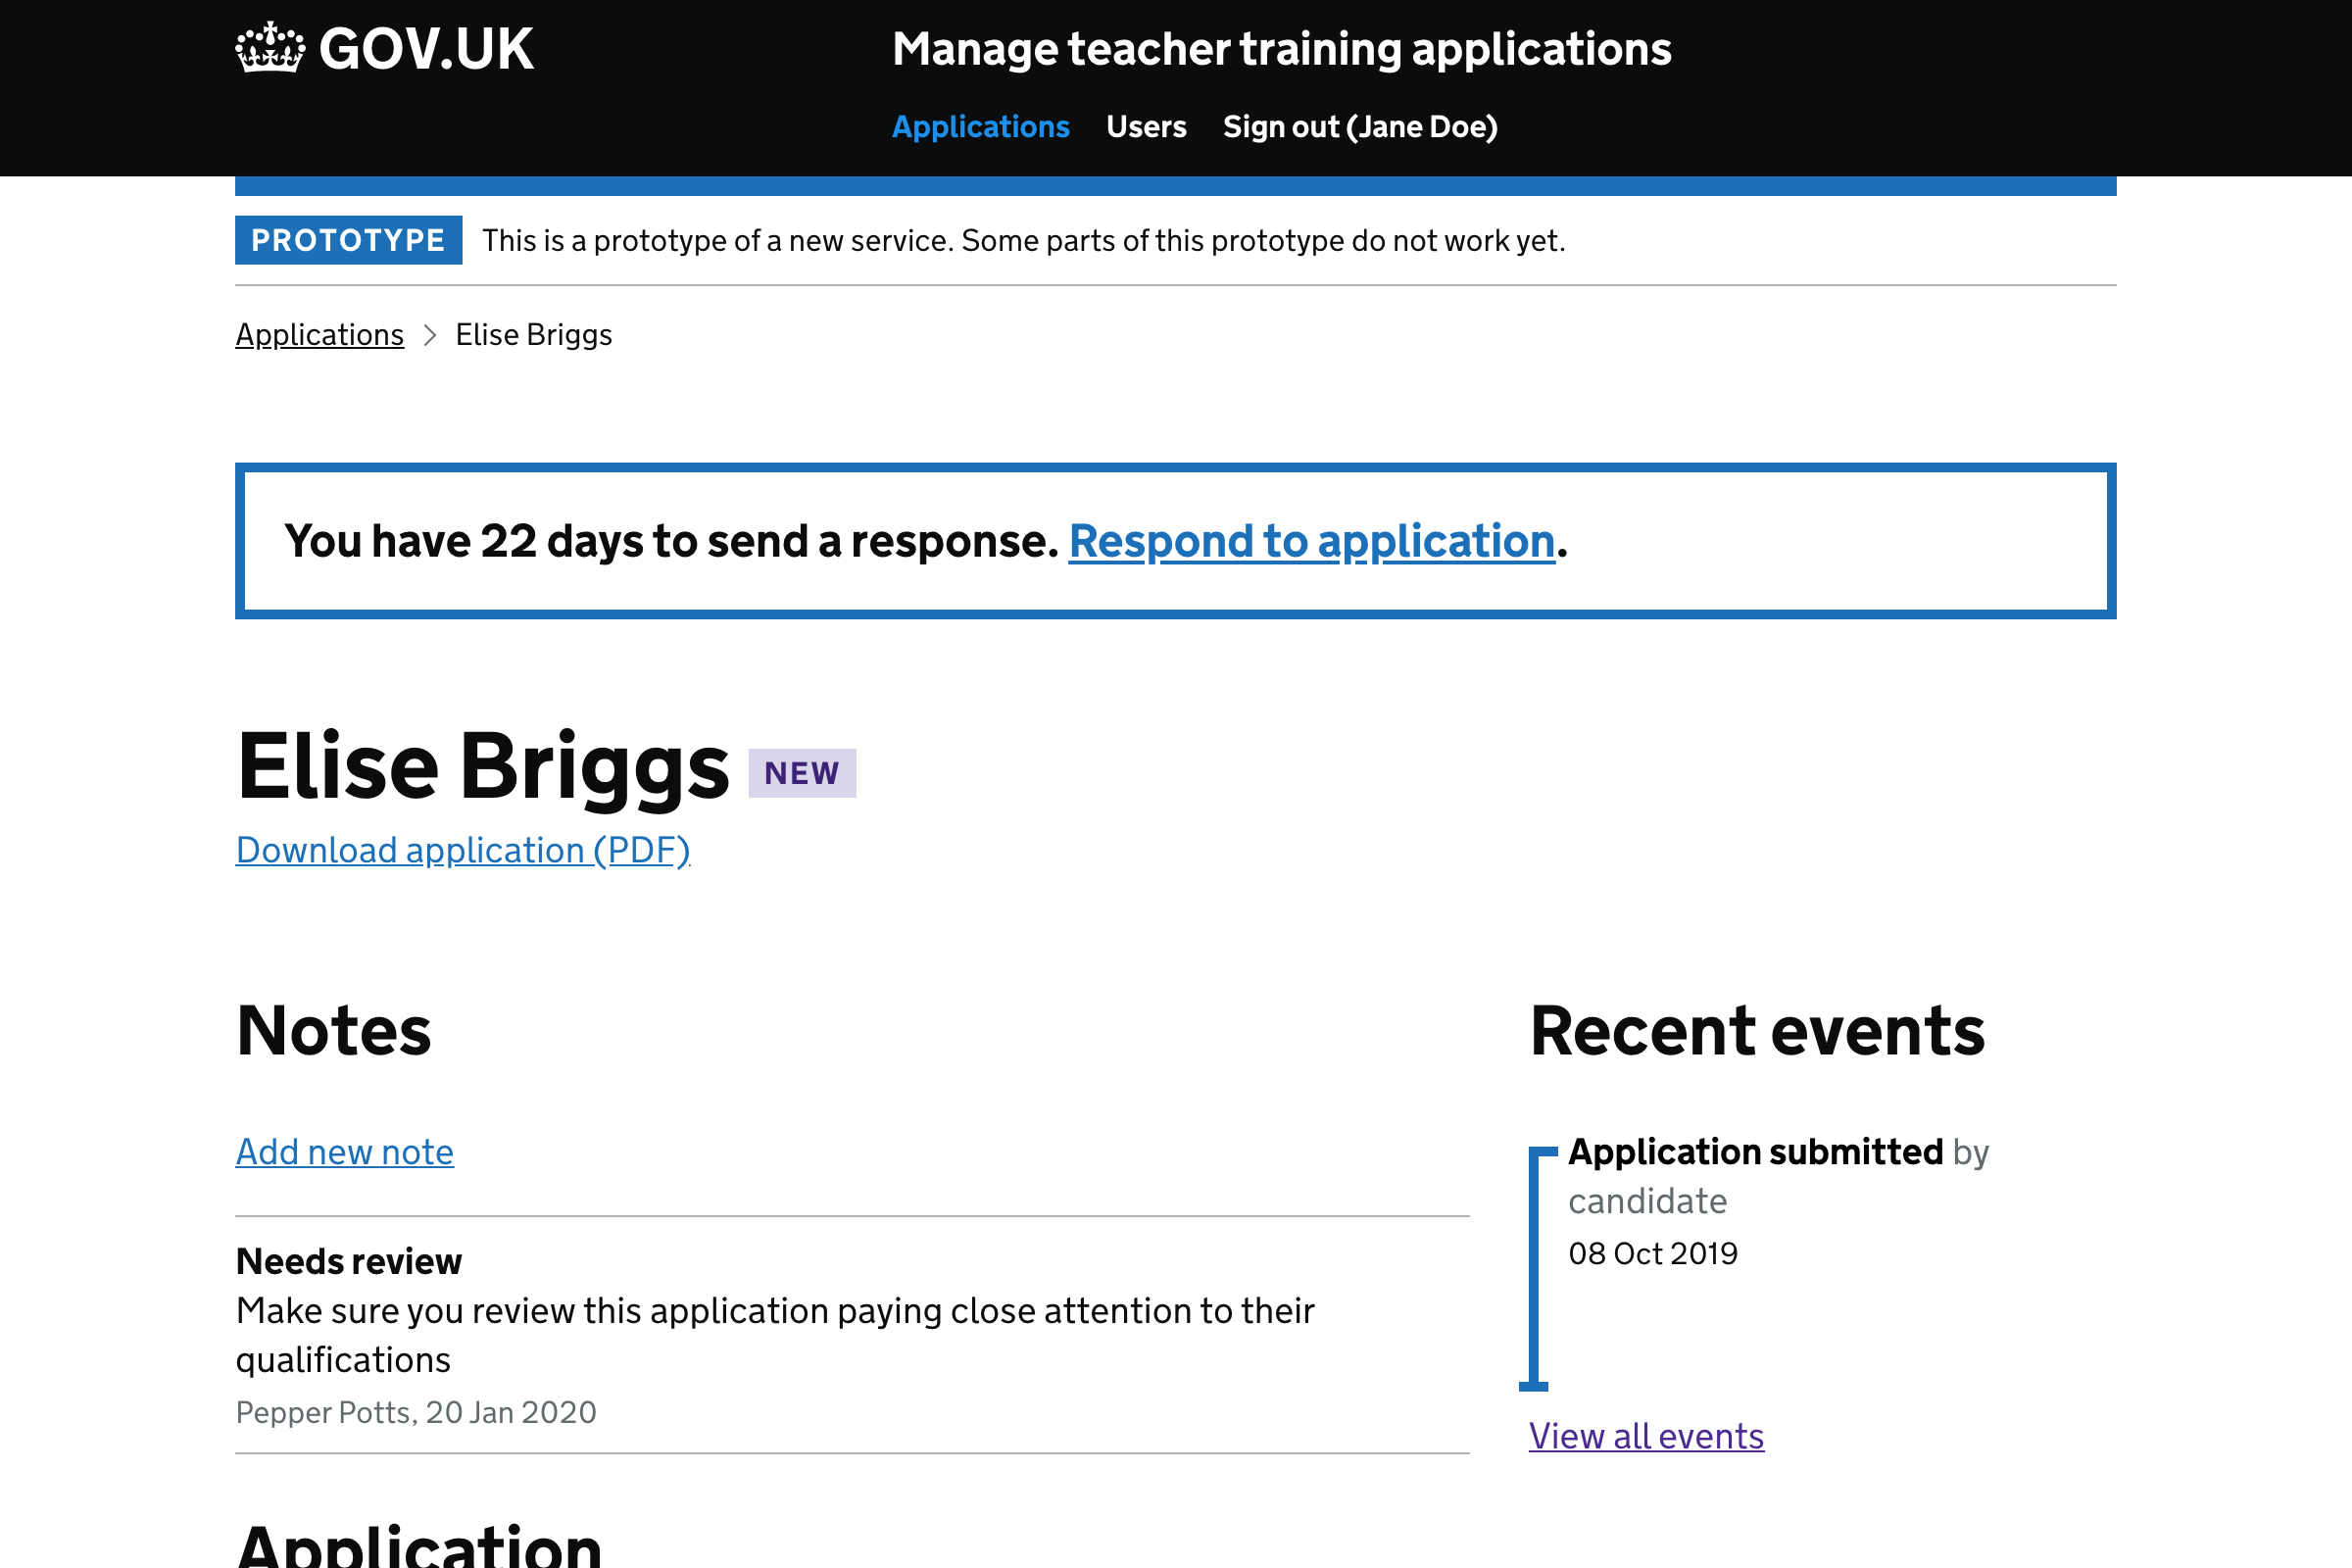 GOV.UK
Manage teacher training applications
Applications Users Sign out (Jane Doe)
PROTOTYPE This is a prototype of a new service. Some parts of this prototype do not work yet.
Applications Elise Briggs
You have 22 days to send a response. Respond to application.
Elise Briggs NEW
Download application (PDF)
Notes
Add new note
Needs review
Make sure you review this application paying close attention to their
qualifications
Pepper Potts, 20 Jan 2020
Recent events
Application submitted by
candidate
08 Oct 2019
View all events
Application